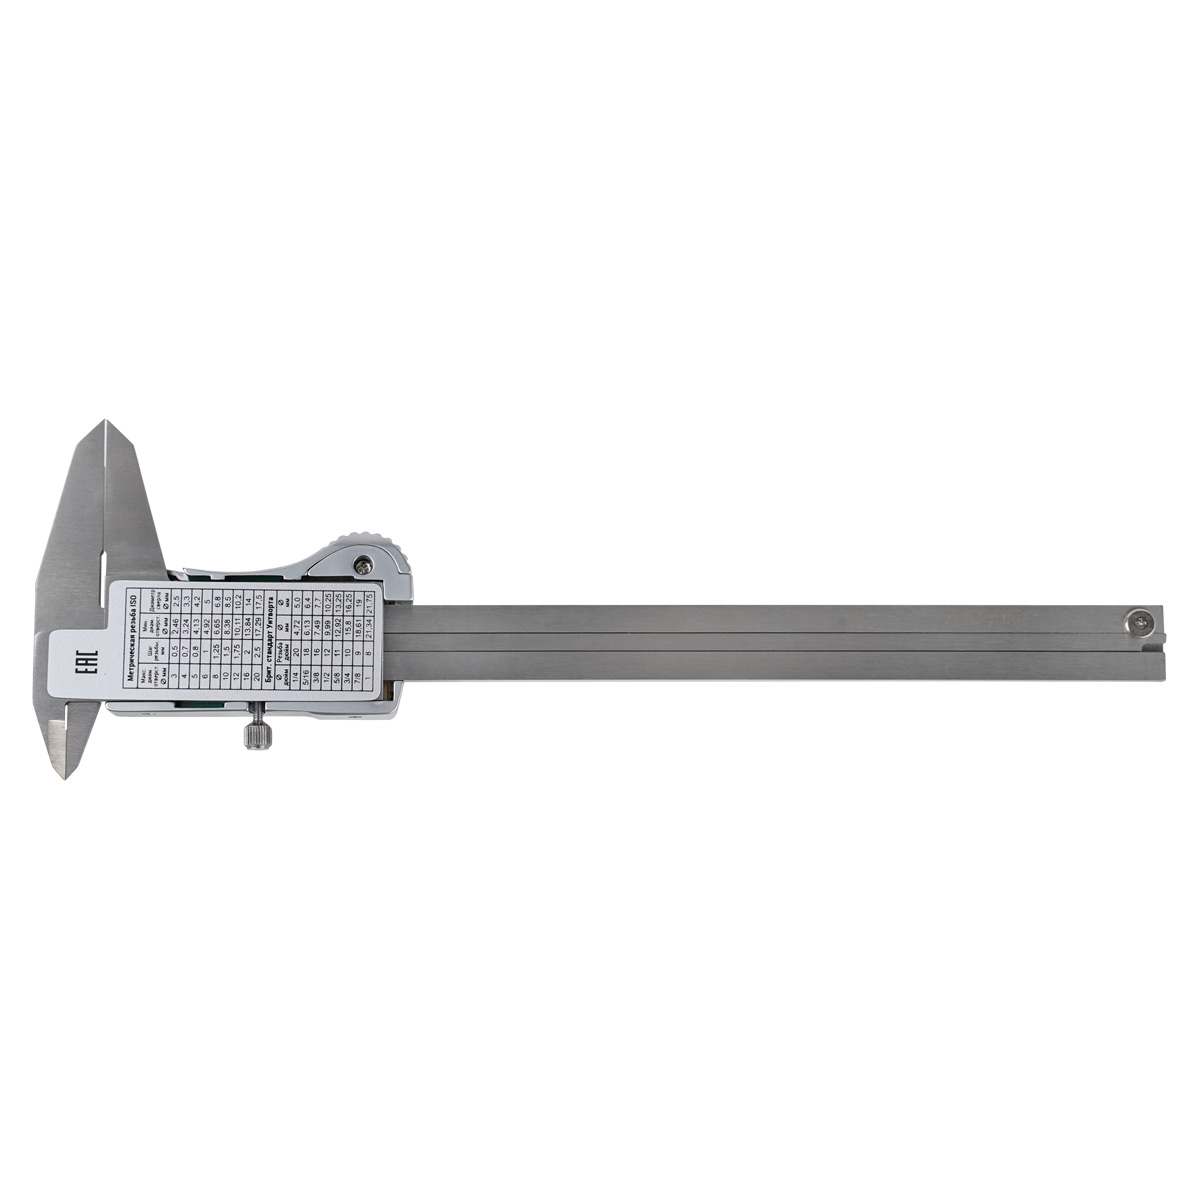 EAC
Метрическая резьба ISO
Макс. диам. отверст. Ø мм | Шаг резьбы, мм | Мин. диам. отверст. Ø мм | Диаметр сверла Ø мм
3 0,5 2,46 2,5
4 0,7 3,24 3,3
5 0,8 4,13 4,2
6 1 4,92 5
8 1,25 6,65 6,8
10 1,5 8,38 8,5
12 1,75 10,11 10,2
16 2 13,84 14
20 2,5 17,29 17,5
Брит. стандарт Уитворта
Ø дюйм | Резьба дюйм | Ø мм | Ø мм
1/4 20 4,72 5,0
5/16 18 6,13 6,4
3/8 16 7,49 7,7
1/2 12 9,99 10,25
5/8 11 12,92 13,25
3/4 10 15,8 16,25
7/8 9 18,61 19
1 8 21,34 21,75